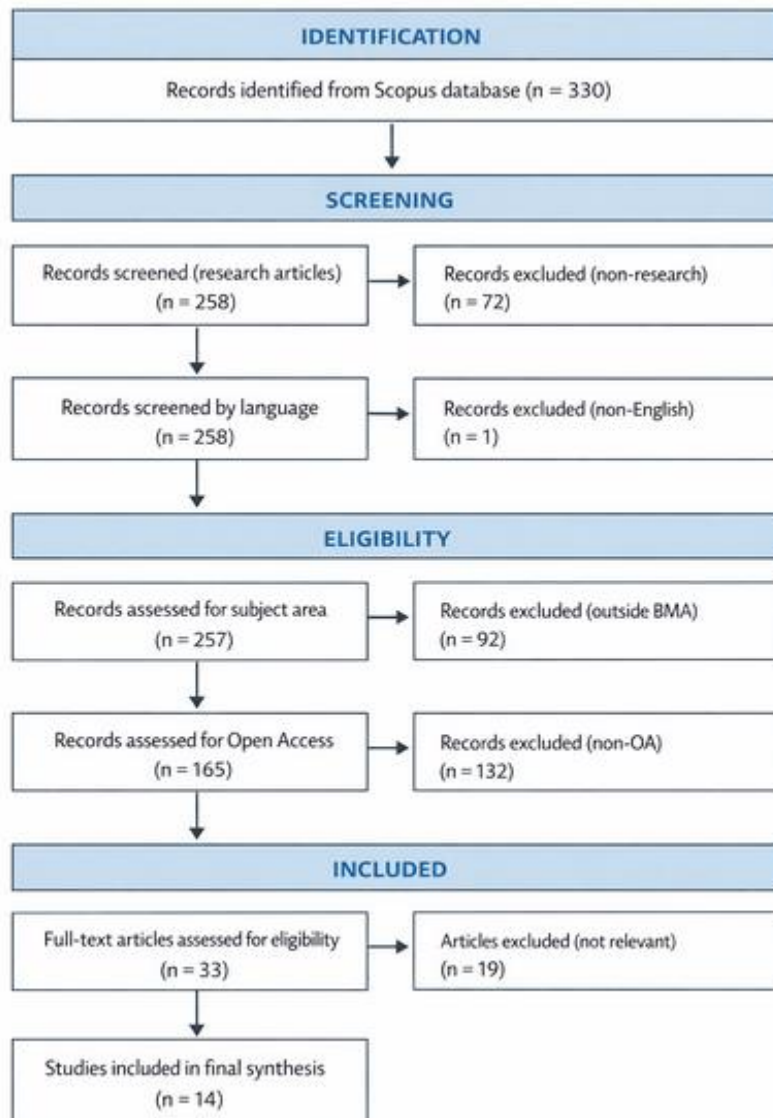 IDENTIFICATION
Records identified from Scopus database (n = 330)
SCREENING
Records screened (research articles)
(n = 258)
Records excluded (non-research)
(n = 72)
Records screened by language
(n = 258)
Records excluded (non-English)
(n = 1)
ELIGIBILITY
Records assessed for subject area
(n = 257)
Records excluded (outside BMA)
(n = 92)
Records assessed for Open Access
(n = 165)
Records excluded (non-OA)
(n = 132)
INCLUDED
Full-text articles assessed for eligibility
(n = 33)
Articles excluded (not relevant)
(n = 19)
Studies included in final synthesis
(n = 14)